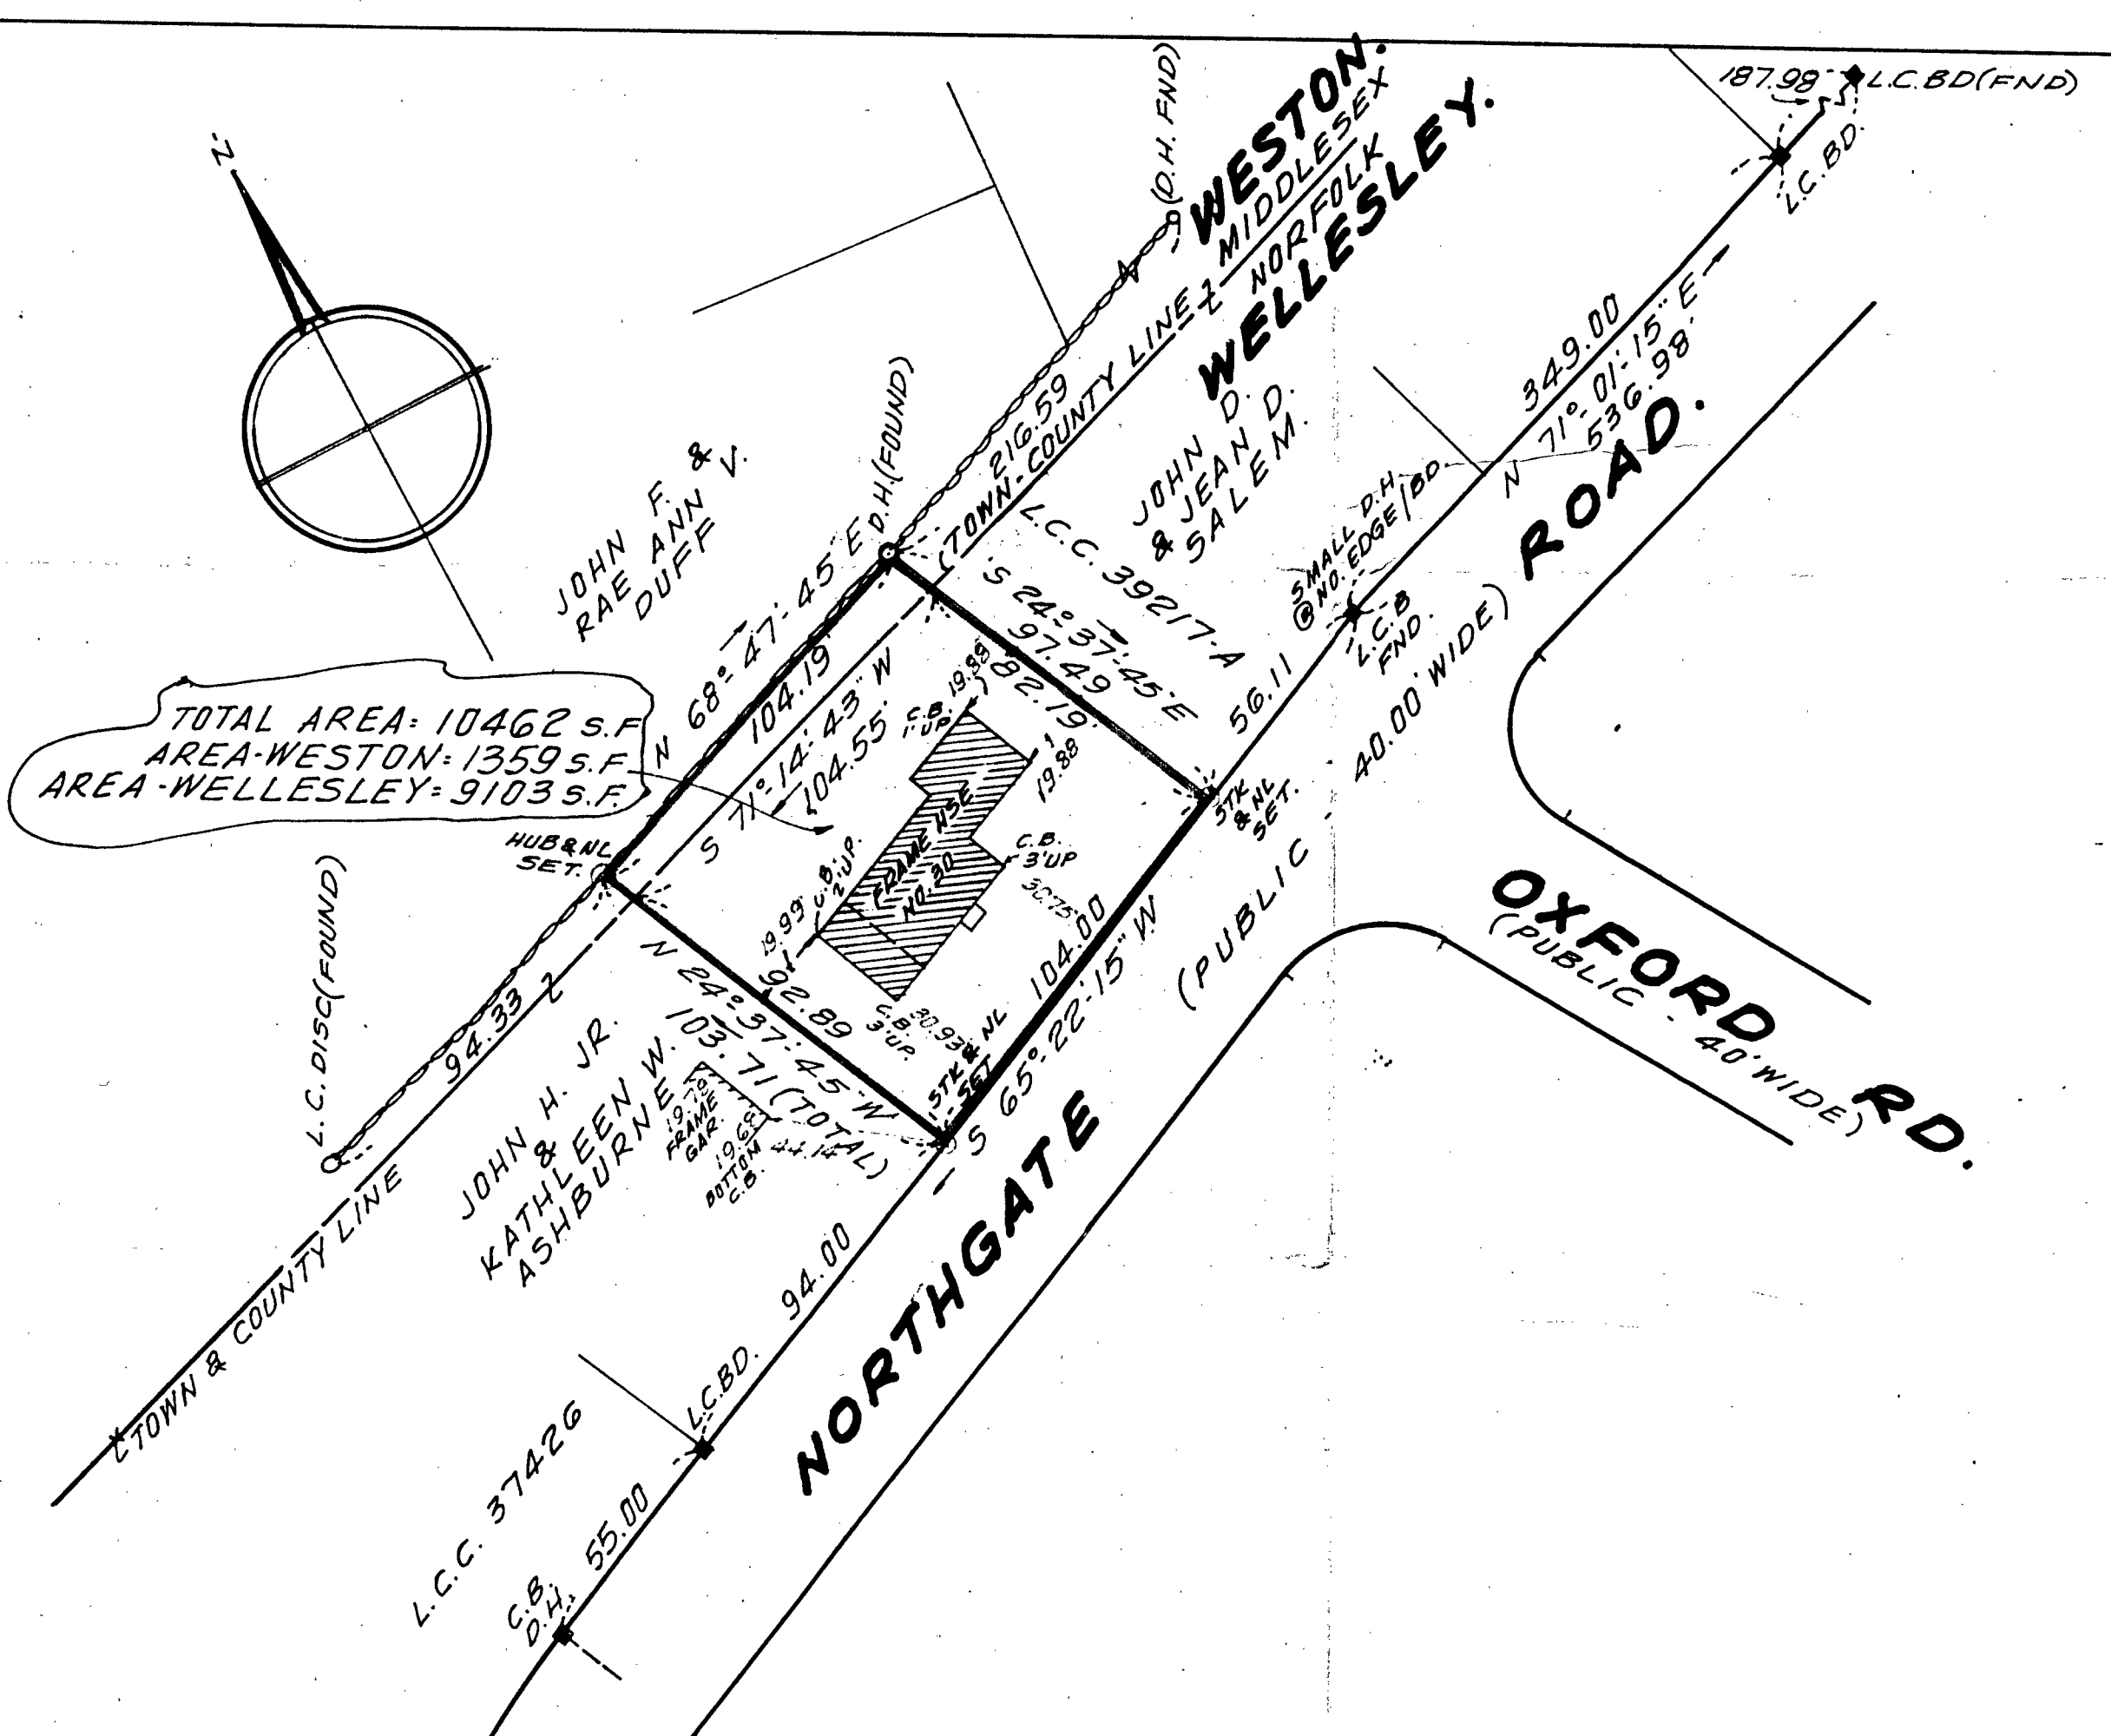 N
187.98' L.C.BD(FND)
L.C.BD.
(D.H. FND)
WESTON.
MIDDLESEX
NORFOLK
WELLESLEY.
216.59
TOWN-COUNTY LINE
D.H.(FOUND)
JOHN F. &
RAE ANN V.
DUFF
JOHN D.
& JEAN D.
SALEM.
L.C.C. 39217-A
349.00
N 71°-01'-15" E
536.98'
SMALL D.H.
@NO. EDGE/BD.
L.C.B
FND.
56.11
(PUBLIC - 40.00' WIDE)
NORTHGATE ROAD.
OXFORD RD.
(PUBLIC - 40' WIDE)
TOTAL AREA: 10462 S.F
AREA-WESTON: 1359 S.F
AREA-WELLESLEY= 9103 S.F.
N 68°-47'-45 E
104.19
S 71°-14'-43" W
104.55'
S 24°-37'-45" E
97.49
82.19
19.89
C.B.
1'UP
19.88
FRAME HSE
NO. 30
C.B.
3'UP
30.75
19.99
C.B.
2'UP.
C.B.
3'UP.
30.93
STK & NL
SET.
STK & NL
SET
HUB & NL
SET.
104.00
S 65°-22'-15" W
92.89
N 24°-37'-45" W
103.71 (TOTAL)
L.C. DISC(FOUND)
94.33
TOWN & COUNTY LINE
JOHN H. JR.
&
KATHLEEN W.
ASHBURNE
19.70
FRAME
GAR.
19.68
BOTTOM
C.B.
44.14
94.00
L.C.BD.
L.C.C. 37426
55.00
C.B.
D.H.